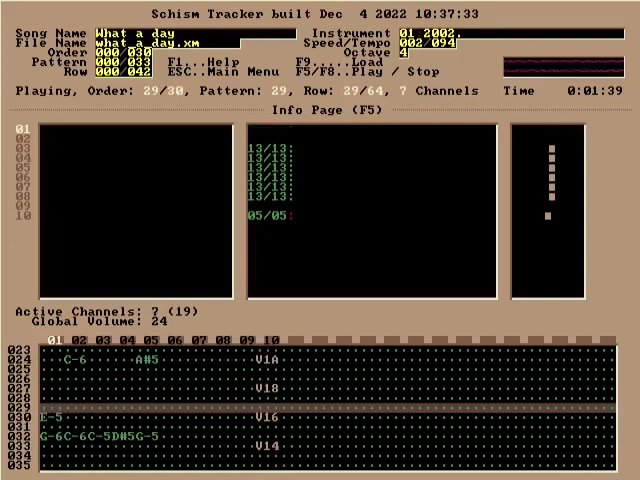 Schism Tracker built Dec  4 2022 10:37:33
Song Name What a day Instrument 01 2002.
File Name what_a_day.xm Speed/Tempo 002/094
Order 000/030 Octave 4
Pattern 000/033 F1...Help F9.....Load
Row 000/042 ESC..Main Menu F5/F8..Play / Stop
Playing, Order: 29/30, Pattern: 29, Row: 29/64, 7 Channels Time 0:01:39
Info Page (F5)
01
02
03 13/13:
04 13/13:
05 13/13:
06 13/13:
07 13/13:
08 13/13:
09
10 05/05:
Active Channels: 7 (19)
Global Volume: 24
01 02 03 04 05 06 07 08 09 10
023
024 C-6 A#5 V1A
025
026
027 V18
028
029
030 E-5 V16
031
032 G-6C-6C-5D#5G-5
033 V14
034
035